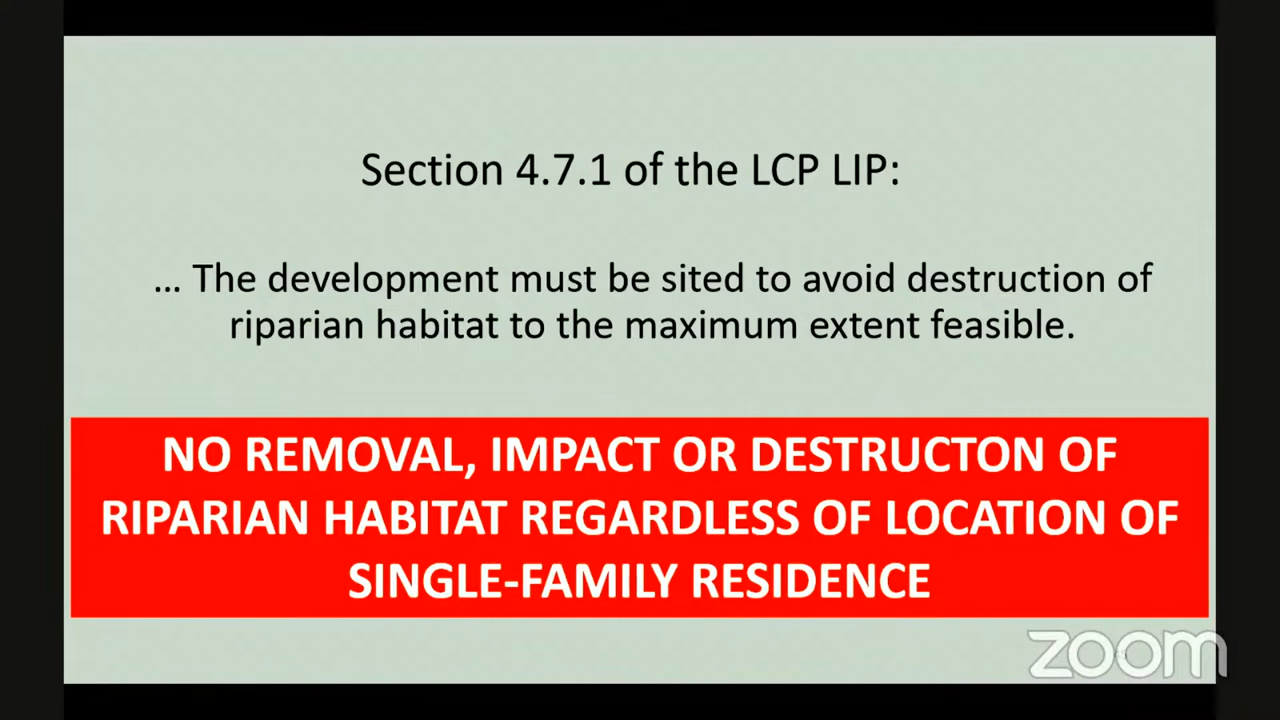 Section 4.7.1 of the LCP LIP:
... The development must be sited to avoid destruction of
riparian habitat to the maximum extent feasible.
NO REMOVAL, IMPACT OR DESTRUCTON OF
RIPARIAN HABITAT REGARDLESS OF LOCATION OF
SINGLE-FAMILY RESIDENCE
zoom